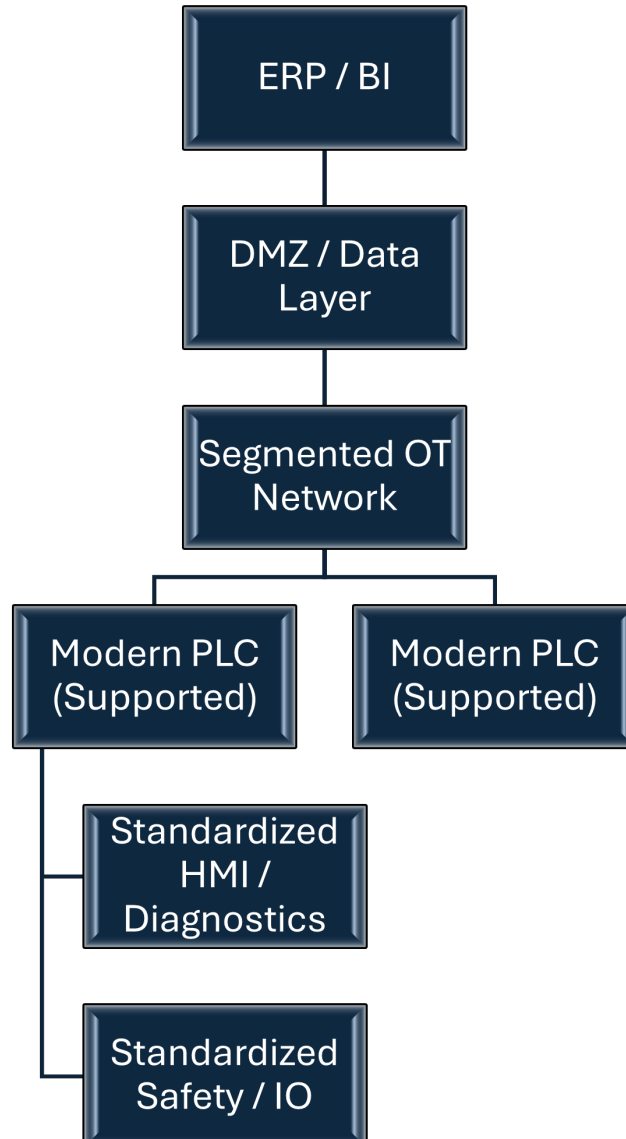 ERP / BI
DMZ / Data
Layer
Segmented OT
Network
Modern PLC
(Supported)
Modern PLC
(Supported)
Standardized
HMI /
Diagnostics
Standardized
Safety / IO